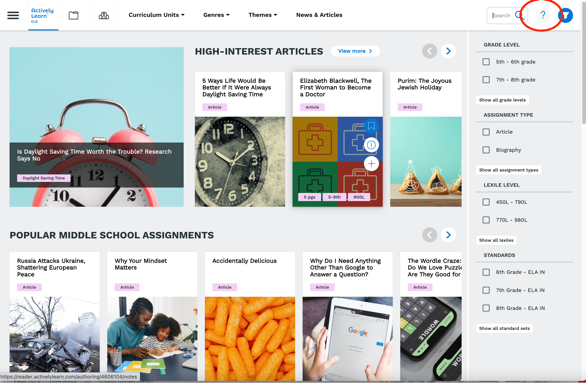 Actively
Learn
ELA
Curriculum Units
Genres
Themes
News & Articles
Search
?
HIGH-INTEREST ARTICLES
View more
Is Daylight Saving Time Worth the Trouble? Research
Says No
Daylight Saving Time
5 Ways Life Would Be
Better If It Were Always
Daylight Saving Time
Article
Elizabeth Blackwell, The
First Woman to Become
a Doctor
Article
5 pgs
5-9th
900L
Purim: The Joyous
Jewish Holiday
Article
POPULAR MIDDLE SCHOOL ASSIGNMENTS
Russia Attacks Ukraine,
Shattering European
Peace
Article
Why Your Mindset
Matters
Article
Accidentally Delicious
Article
Why Do I Need Anything
Other Than Google to
Answer a Question?
Article
Google
The Wordle Craze:
Do We Love Puzzle
Are They Good for
Article
WORDLE
GRADE LEVEL
5th - 6th grade
7th - 8th grade
Show all grade levels
ASSIGNMENT TYPE
Article
Biography
Show all assignment types
LEXILE LEVEL
450L - 790L
770L - 980L
Show all lexiles
STANDARDS
6th Grade - ELA IN
7th Grade - ELA IN
8th Grade - ELA IN
Show all standard sets
https://reader.activelylearn.com/authoring/4606104/notes